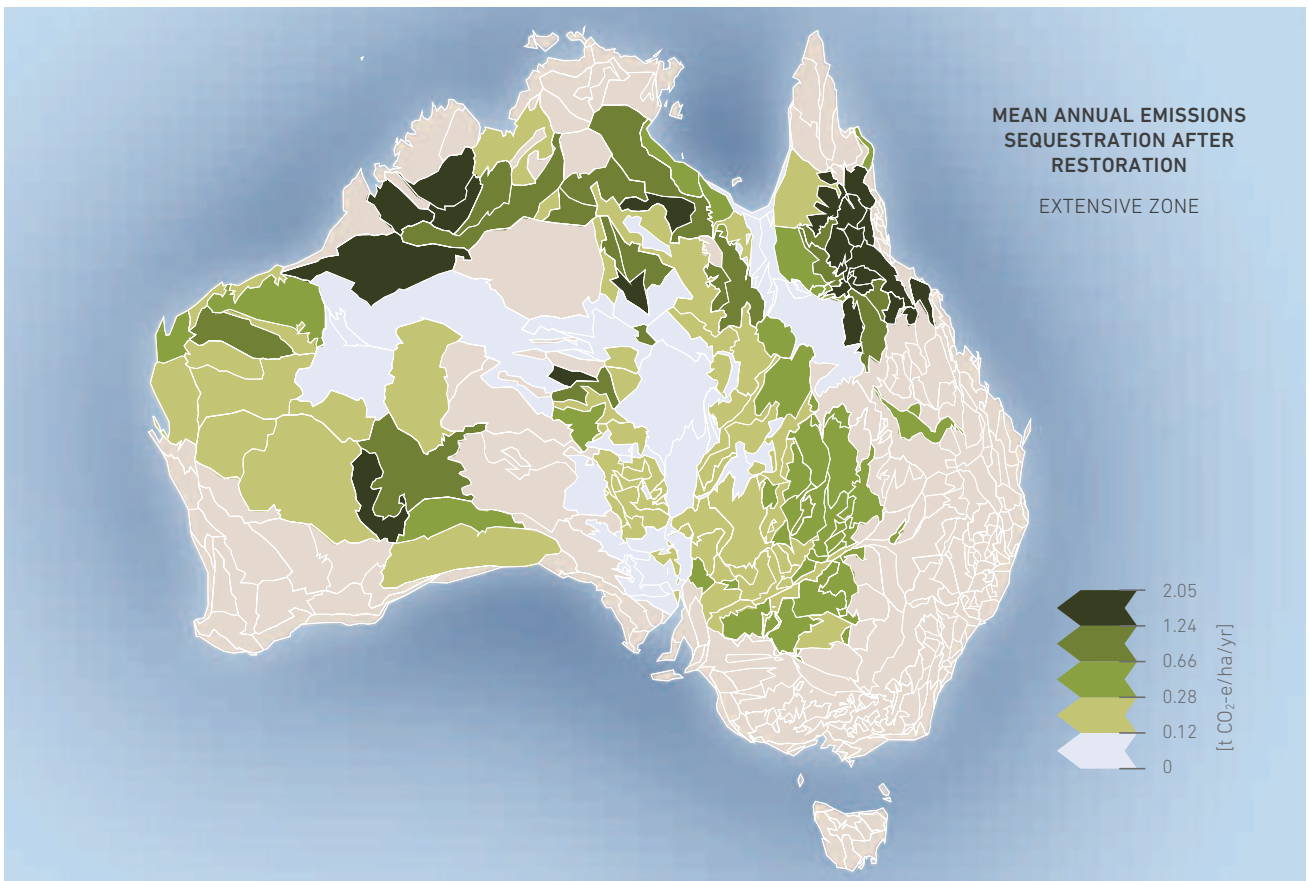 MEAN ANNUAL EMISSIONS
SEQUESTRATION AFTER
RESTORATION
EXTENSIVE ZONE
2.05
1.24
0.66
0.28
0.12
0
[t CO₂-e/ha/yr]